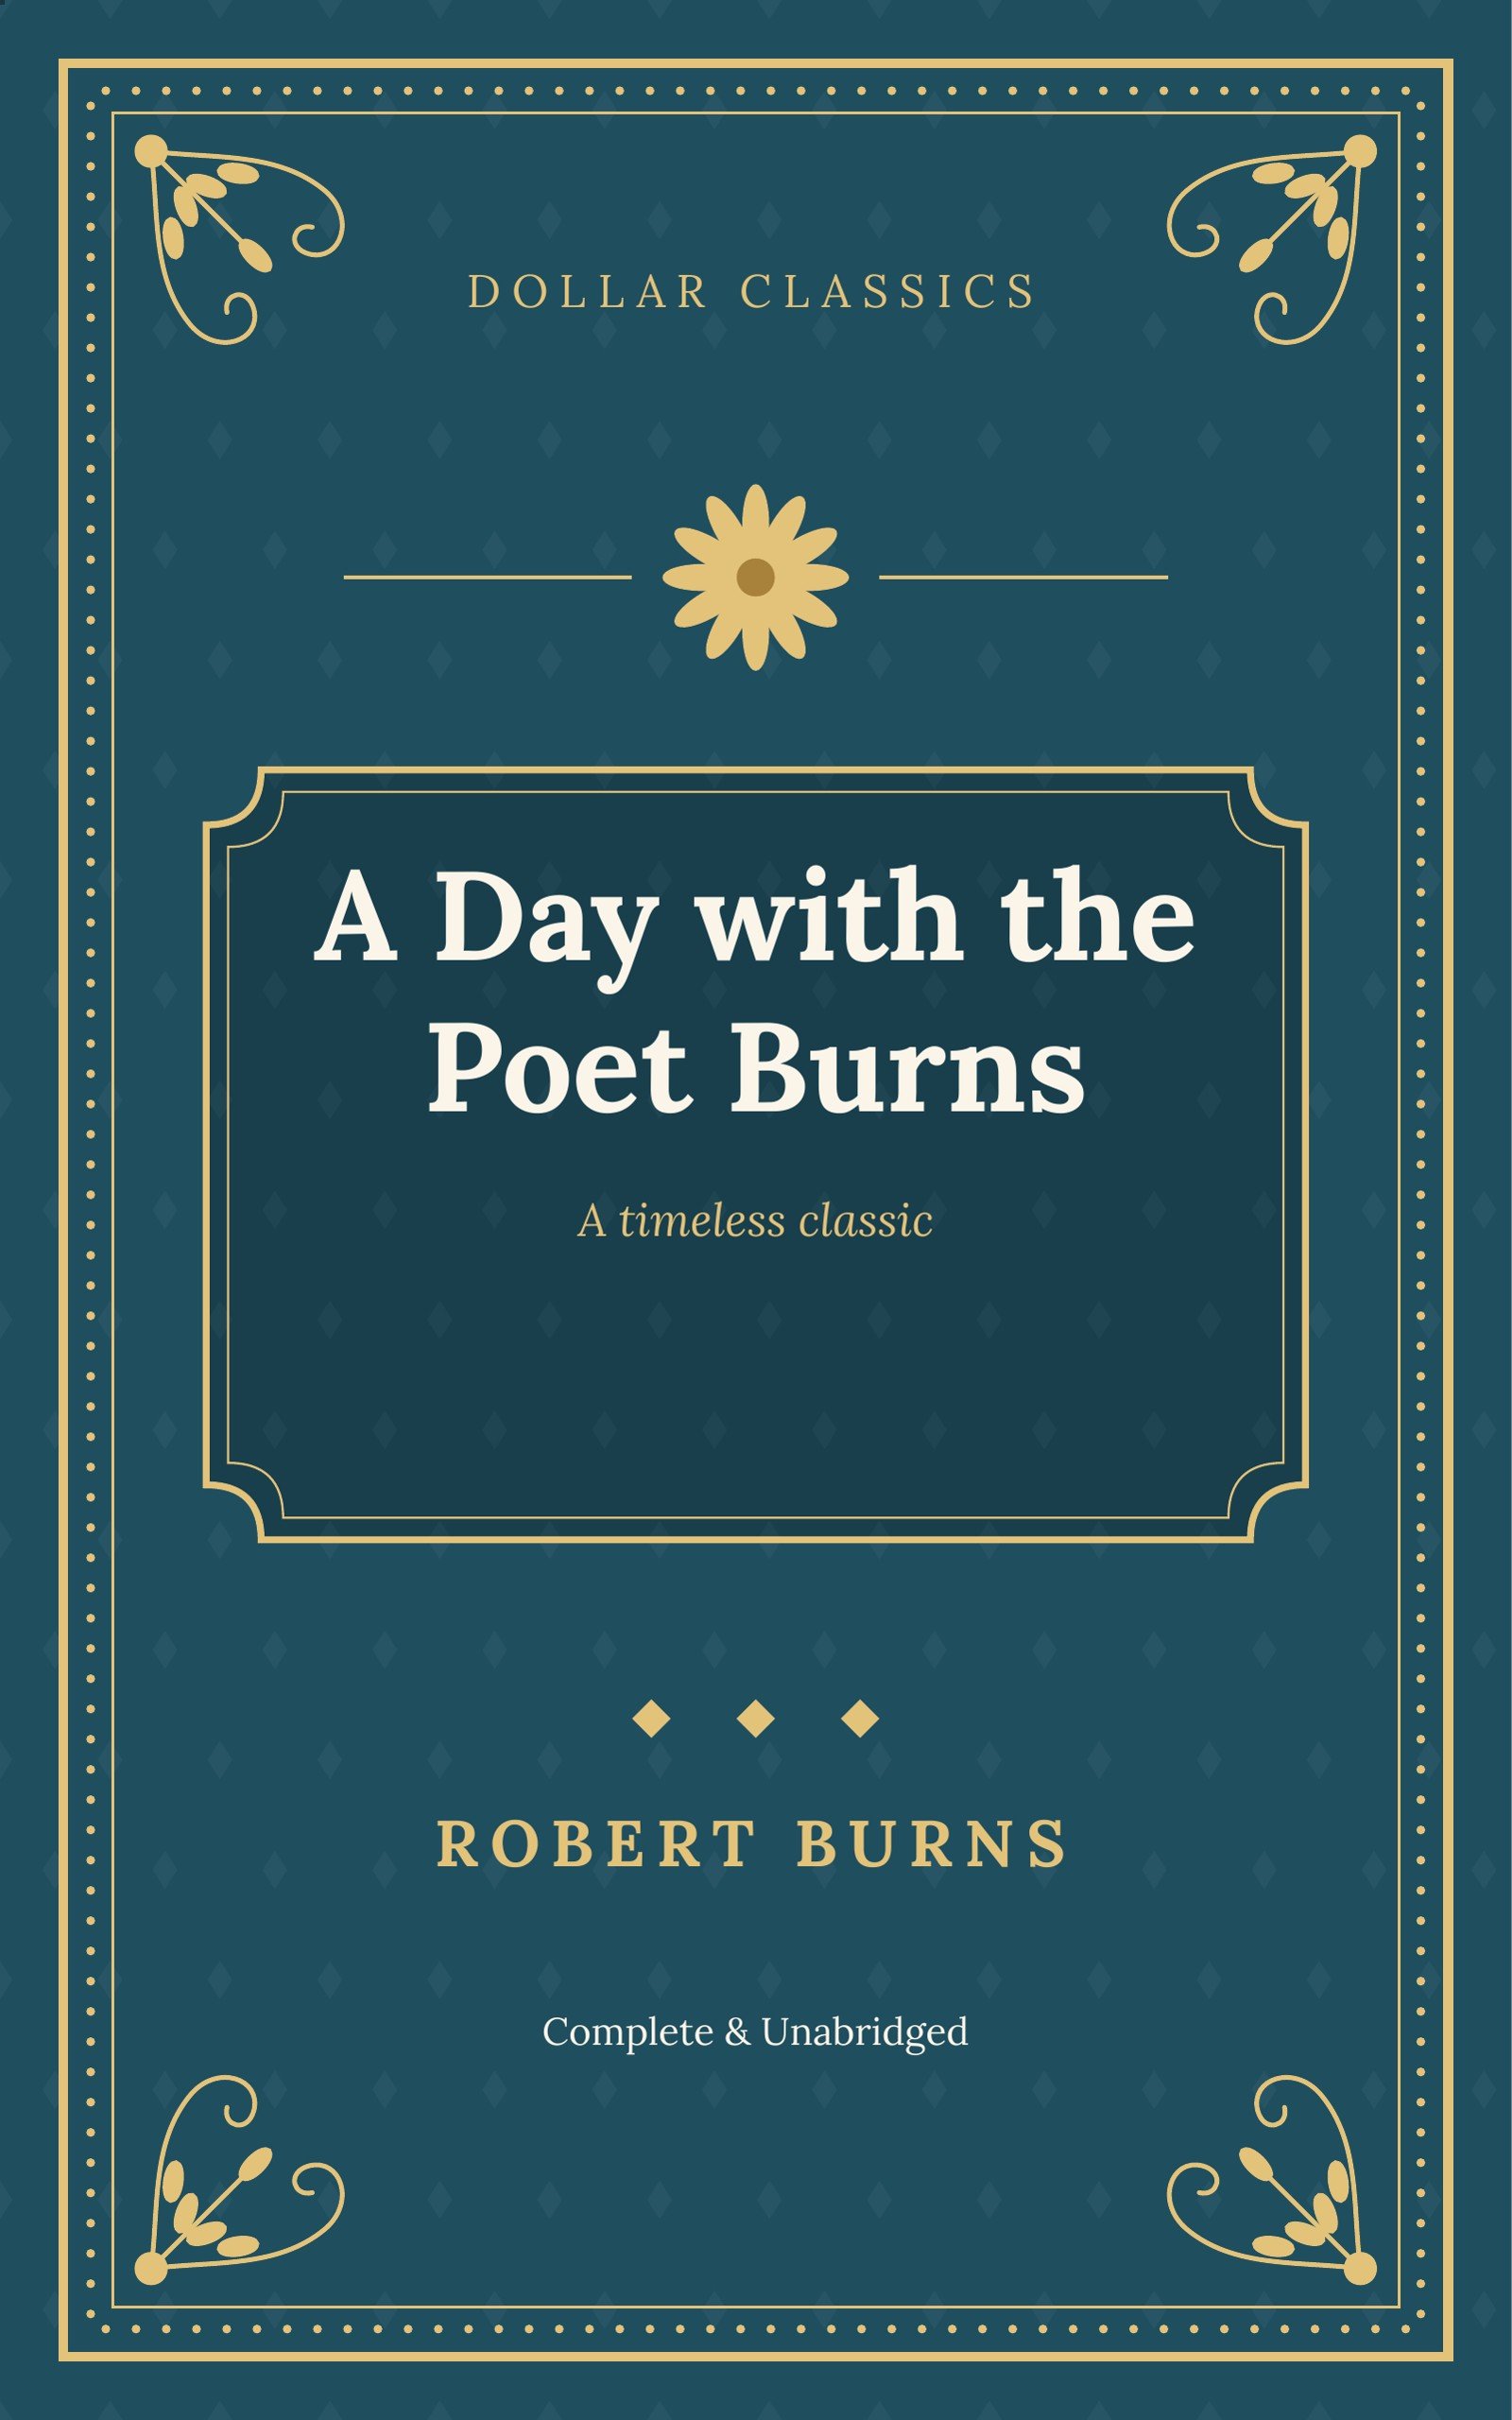 DOLLAR CLASSICS
A Day with the
Poet Burns
A timeless classic
ROBERT BURNS
Complete & Unabridged